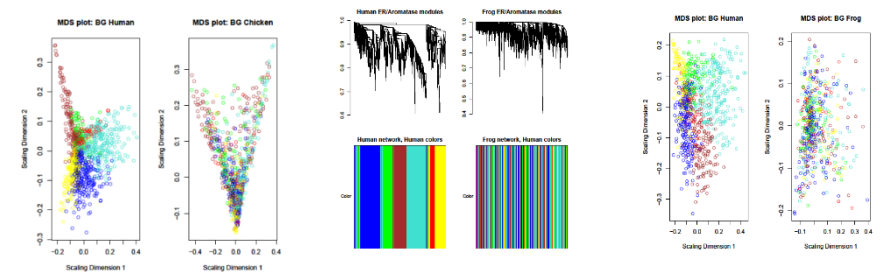 MDS plot: BG Human
MDS plot: BG Chicken
Scaling Dimension 2
0.3
0.2
0.1
0.0
-0.1
-0.2
-0.3
-0.2
0.0
0.2
0.4
Scaling Dimension 1
Scaling Dimension 2
0.3
0.2
0.1
0.0
-0.1
-0.4
-0.2
0.0
0.2
0.4
Scaling Dimension 1
Human ER/Aromatase modules
Frog ER/Aromatase modules
1.0
0.9
0.8
0.7
0.6
1.0
0.9
0.8
0.7
0.6
0.5
0.4
Human network, Human colors
Frog network, Human colors
Color
Color
MDS plot: BG Human
MDS plot: BG Frog
Scaling Dimension 2
0.2
0.1
0.0
-0.1
-0.2
-0.3
-0.2
0.0
0.2
0.4
Scaling Dimension 1
Scaling Dimension 2
0.2
0.1
0.0
-0.1
-0.2
-0.1
0.1
0.2
0.3
0.4
Scaling Dimension 1